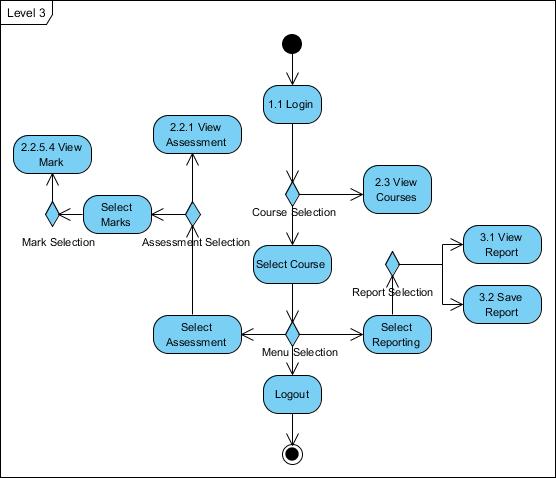 Level 3
1.1 Login
2.2.1 View
Assessment
2.2.5.4 View
Mark
2.3 View
Courses
Select
Marks
Course Selection
Mark Selection
Assessment Selection
3.1 View
Report
Select Course
Report Selection
3.2 Save
Report
Select
Assessment
Select
Reporting
Menu Selection
Logout